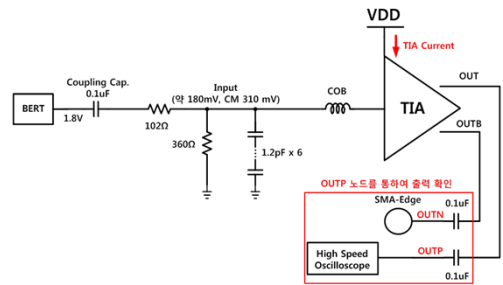 VDD
TIA Current
Coupling Cap.
0.1uF
Input
(약 180mV, CM 310 mV)
COB
OUT
BERT
1.8V
102Ω
TIA
360Ω
1.2pF x 6
OUTB
OUTP 노드를 통하여 출력 확인
SMA-Edge
0.1uF
OUTN
High Speed
Oscilloscope
OUTP
0.1uF